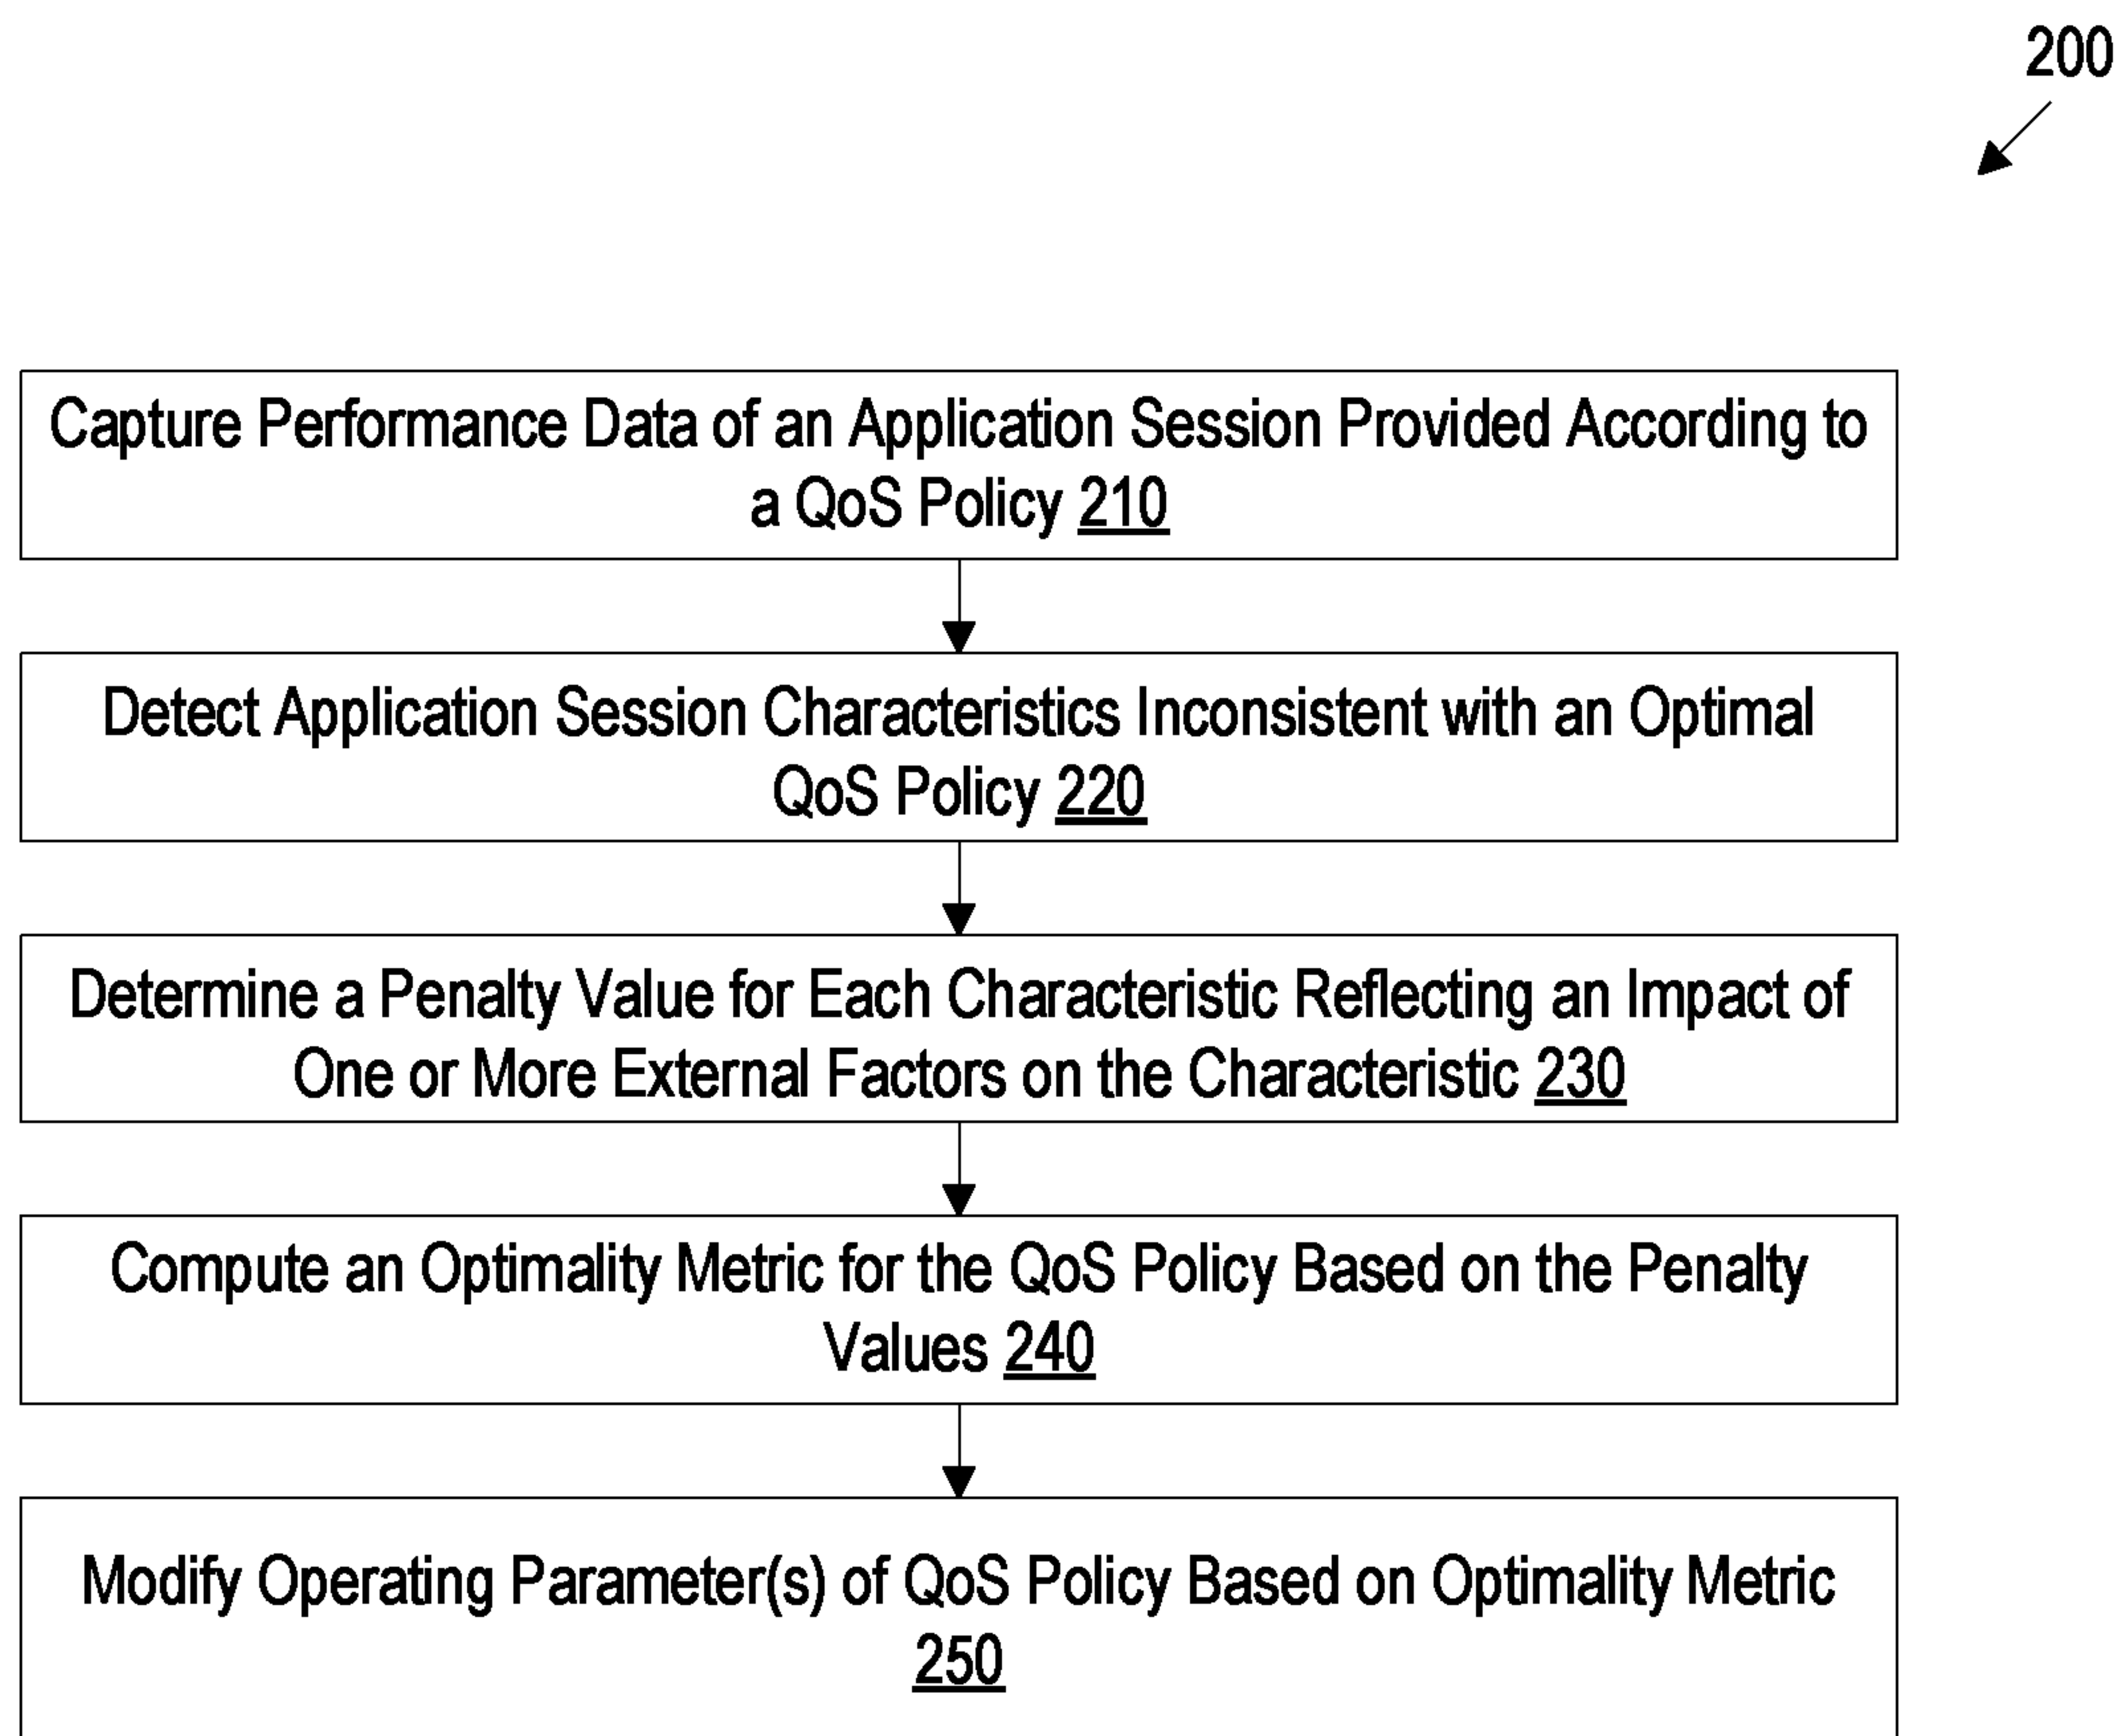 200
Capture Performance Data of an Application Session Provided According to
a QoS Policy 210
Detect Application Session Characteristics Inconsistent with an Optimal
QoS Policy 220
Determine a Penalty Value for Each Characteristic Reflecting an Impact of
One or More External Factors on the Characteristic 230
Compute an Optimality Metric for the QoS Policy Based on the Penalty
Values 240
Modify Operating Parameter(s) of QoS Policy Based on Optimality Metric
250